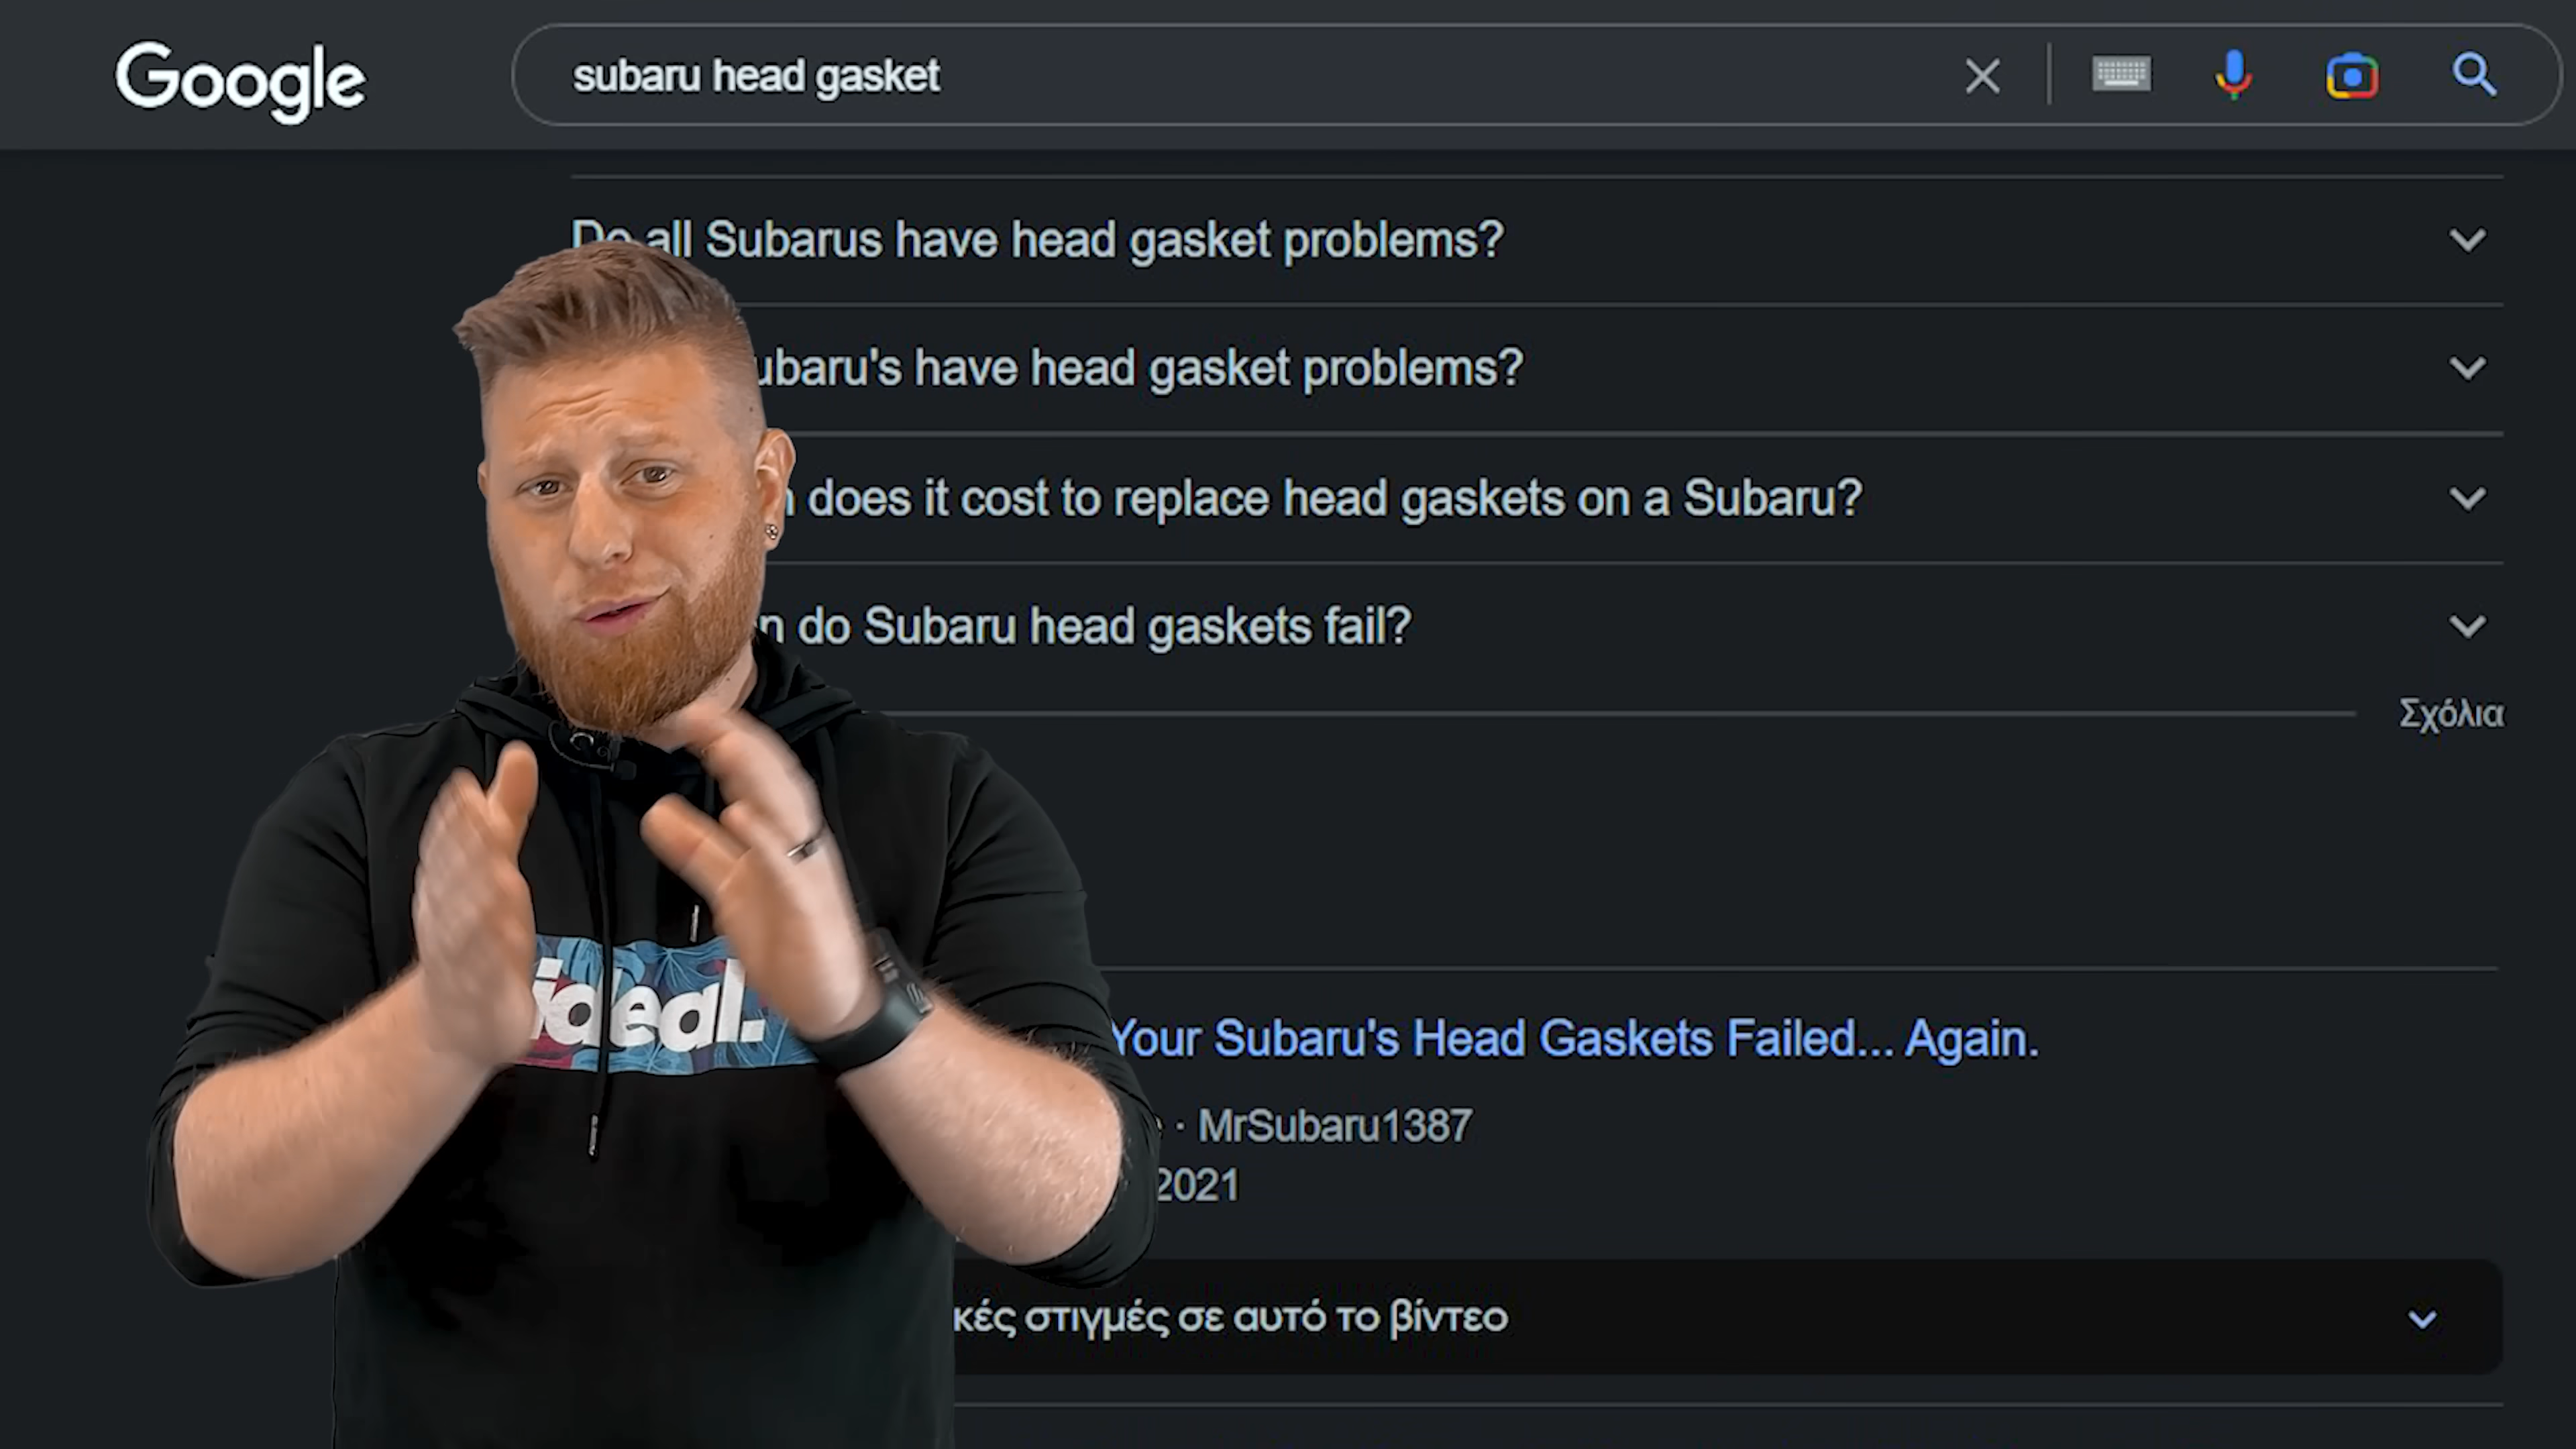 Google
subaru head gasket
Do all Subarus have head gasket problems?
ubaru's have head gasket problems?
does it cost to replace head gaskets on a Subaru?
n do Subaru head gaskets fail?
Σχόλια
ideal.
Your Subaru's Head Gaskets Failed... Again.
· MrSubaru1387
2021
κές στιγμές σε αυτό το βίντεο